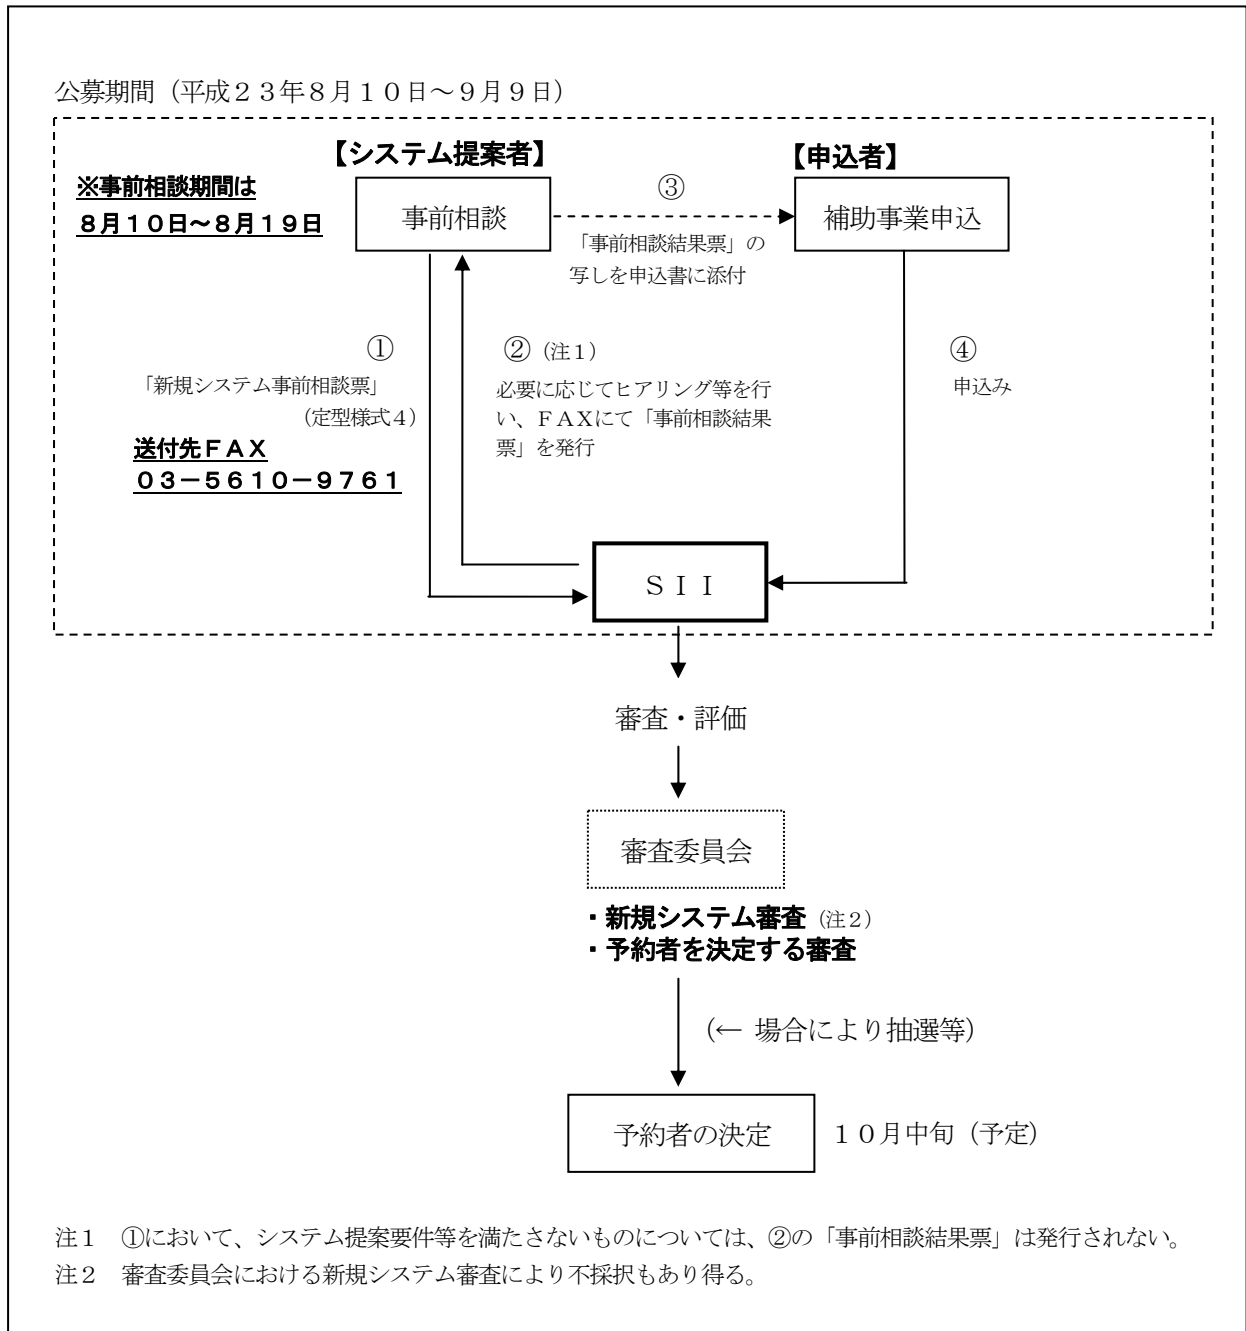 公募期間（平成２３年８月１０日～９月９日）
【システム提案者】
【申込者】
※事前相談期間は
８月１０日～８月１９日
事前相談
③
補助事業申込
「事前相談結果票」の
写しを申込書に添付
①
「新規システム事前相談票」
（定型様式４）
送付先ＦＡＸ
０３－５６１０－９７６１
②（注１）
必要に応じてヒアリング等を行
い、ＦＡＸにて「事前相談結果
票」を発行
④
申込み
ＳＩＩ
審査・評価
審査委員会
・新規システム審査（注２）
・予約者を決定する審査
（← 場合により抽選等）
予約者の決定
１０月中旬（予定）
注１　①において、システム提案要件等を満たさないものについては、②の「事前相談結果票」は発行されない。
注２　審査委員会における新規システム審査により不採択もあり得る。